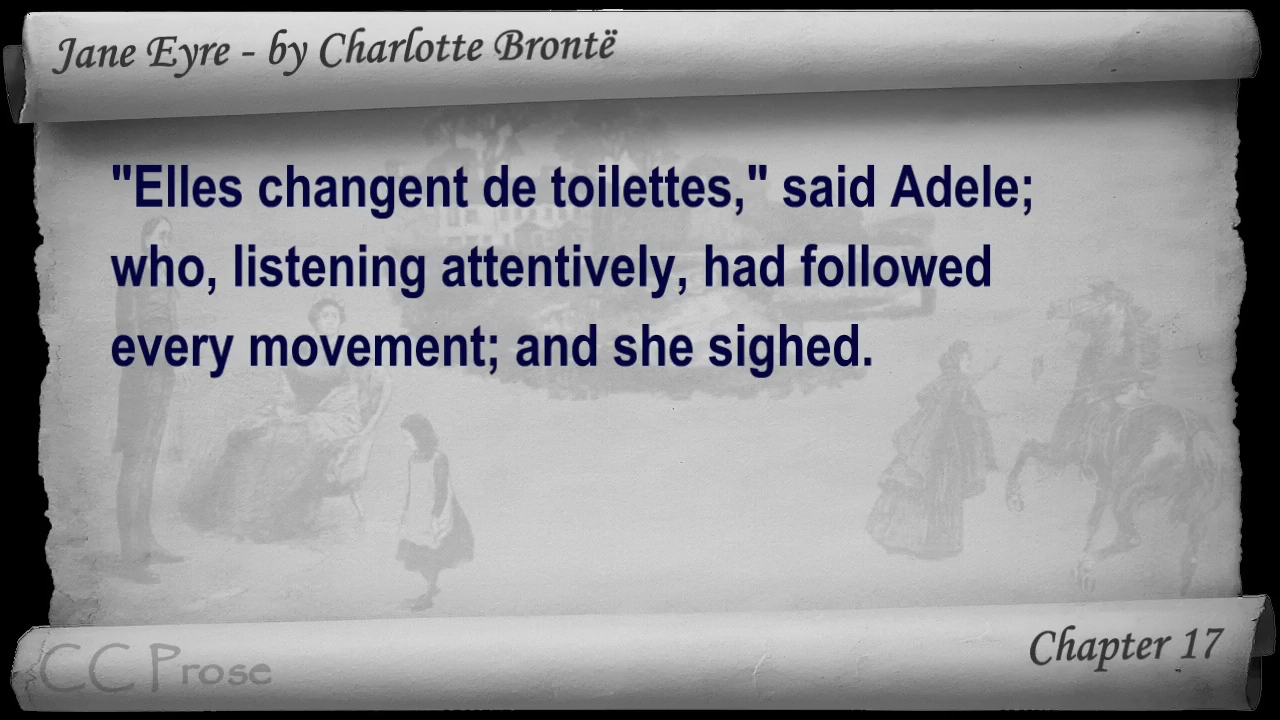 Jane Eyre - by Charlotte Brontë
"Elles changent de toilettes," said Adele;
who, listening attentively, had followed
every movement; and she sighed.
Chapter 17
CC Prose